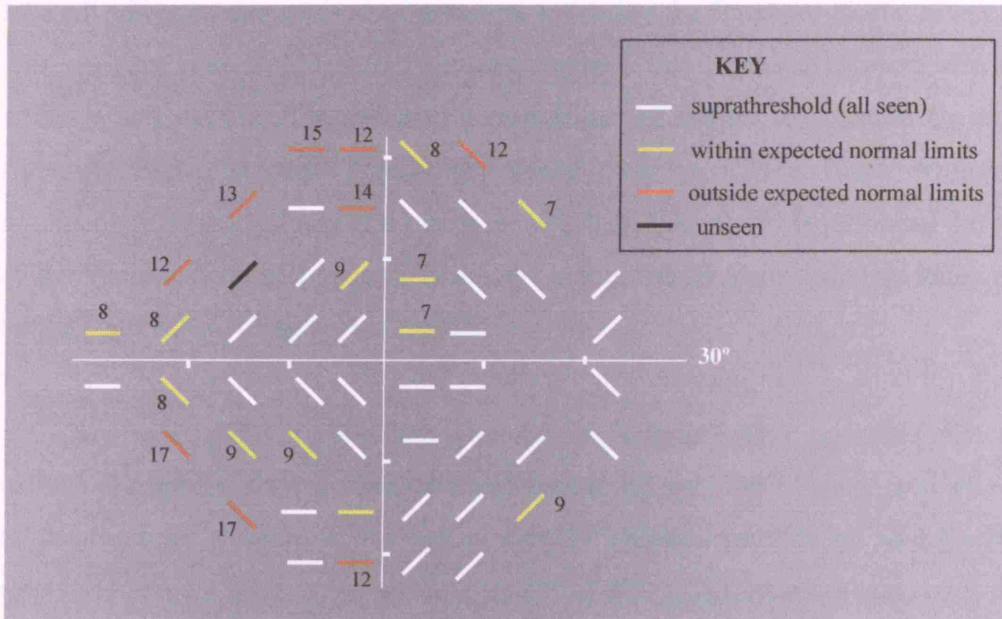 KEY
suprathreshold (all seen)
within expected normal limits
outside expected normal limits
unseen
15 12 8 12
13 14 7
12 9 7
8 8 7
30º
8
17 9 9
17 9
12